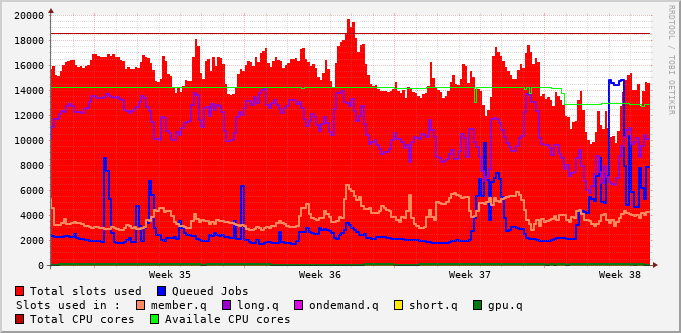 20000
18000
16000
14000
12000
10000
8000
6000
4000
2000
0
Week 35 Week 36 Week 37 Week 38
Total slots used Queued Jobs
Slots used in : member.q long.q ondemand.q short.q gpu.q
Total CPU cores Availale CPU cores
RRDTOOL / TOBI OETIKER